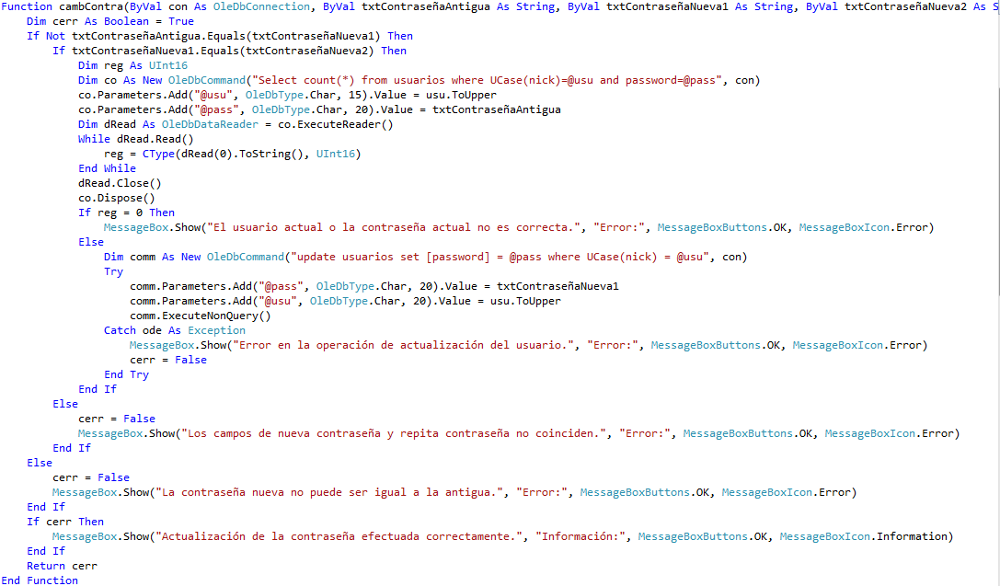 Function cambContra(ByVal con As OleDbConnection, ByVal txtContraseñaAntigua As String, ByVal txtContraseñaNueva1 As String, ByVal txtContraseñaNueva2 As S
Dim cerr As Boolean = True
If Not txtContraseñaAntigua.Equals(txtContraseñaNueva1) Then
If txtContraseñaNueva1.Equals(txtContraseñaNueva2) Then
Dim reg As UInt16
Dim co As New OleDbCommand("Select count(*) from usuarios where UCase(nick)=@usu and password=@pass", con)
co.Parameters.Add("@usu", OleDbType.Char, 15).Value = usu.ToUpper
co.Parameters.Add("@pass", OleDbType.Char, 20).Value = txtContraseñaAntigua
Dim dRead As OleDbDataReader = co.ExecuteReader()
While dRead.Read()
reg = CType(dRead(0).ToString(), UInt16)
End While
dRead.Close()
co.Dispose()
If reg = 0 Then
MessageBox.Show("El usuario actual o la contraseña actual no es correcta.", "Error:", MessageBoxButtons.OK, MessageBoxIcon.Error)
Else
Dim comm As New OleDbCommand("update usuarios set [password] = @pass where UCase(nick) = @usu", con)
Try
comm.Parameters.Add("@pass", OleDbType.Char, 20).Value = txtContraseñaNueva1
comm.Parameters.Add("@usu", OleDbType.Char, 20).Value = usu.ToUpper
comm.ExecuteNonQuery()
Catch ode As Exception
MessageBox.Show("Error en la operación de actualización del usuario.", "Error:", MessageBoxButtons.OK, MessageBoxIcon.Error)
cerr = False
End Try
End If
Else
cerr = False
MessageBox.Show("Los campos de nueva contraseña y repita contraseña no coinciden.", "Error:", MessageBoxButtons.OK, MessageBoxIcon.Error)
End If
Else
cerr = False
MessageBox.Show("La contraseña nueva no puede ser igual a la antigua.", "Error:", MessageBoxButtons.OK, MessageBoxIcon.Error)
End If
If cerr Then
MessageBox.Show("Actualización de la contraseña efectuada correctamente.", "Información:", MessageBoxButtons.OK, MessageBoxIcon.Information)
End If
Return cerr
End Function